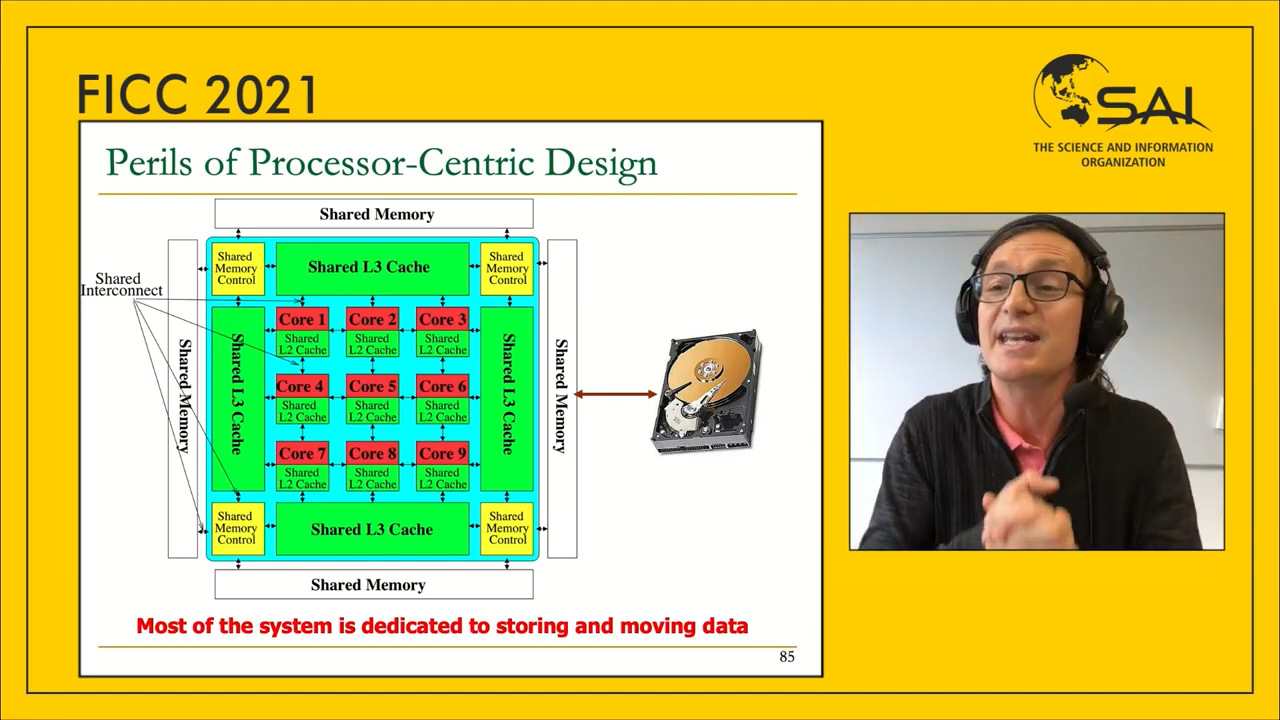 FICC 2021
SAI
THE SCIENCE AND INFORMATION
ORGANIZATION
Perils of Processor-Centric Design
Shared Memory
Shared
Memory
Control
Shared L3 Cache
Shared
Memory
Control
Shared
Interconnect
Shared Memory
Shared L3 Cache
Core 1
Shared
L2 Cache
Core 2
Shared
L2 Cache
Core 3
Shared
L2 Cache
Core 4
Shared
L2 Cache
Core 5
Shared
L2 Cache
Core 6
Shared
L2 Cache
Core 7
Shared
L2 Cache
Core 8
Shared
L2 Cache
Core 9
Shared
L2 Cache
Shared L3 Cache
Shared Memory
Shared
Memory
Control
Shared L3 Cache
Shared
Memory
Control
Shared Memory
Most of the system is dedicated to storing and moving data
85